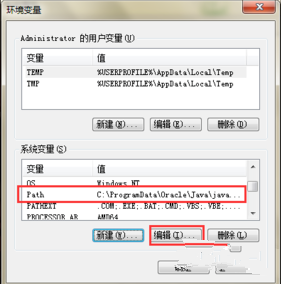 环境变量
Administrator 的用户变量(U)
变量 值
TEMP %USERPROFILE%\AppData\Local\Temp
TMP %USERPROFILE%\AppData\Local\Temp
新建(N)... 编辑(E)... 删除(D)
系统变量(S)
变量 值
OS Windows_NT
Path C:\ProgramData\Oracle\Java\java...
PATHEXT .COM;.EXE;.BAT;.CMD;.VBS;.VBE;....
PROCESSOR_AR AMD64
新建(W)... 编辑(I)... 删除(L)